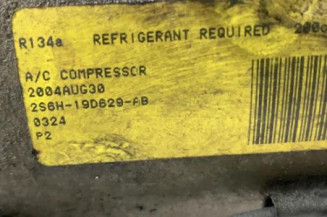 R134a REFRIGERANT REQUIRED
A/C COMPRESSOR
2004AUG30
2S6H-19D629-AB
0324
P2